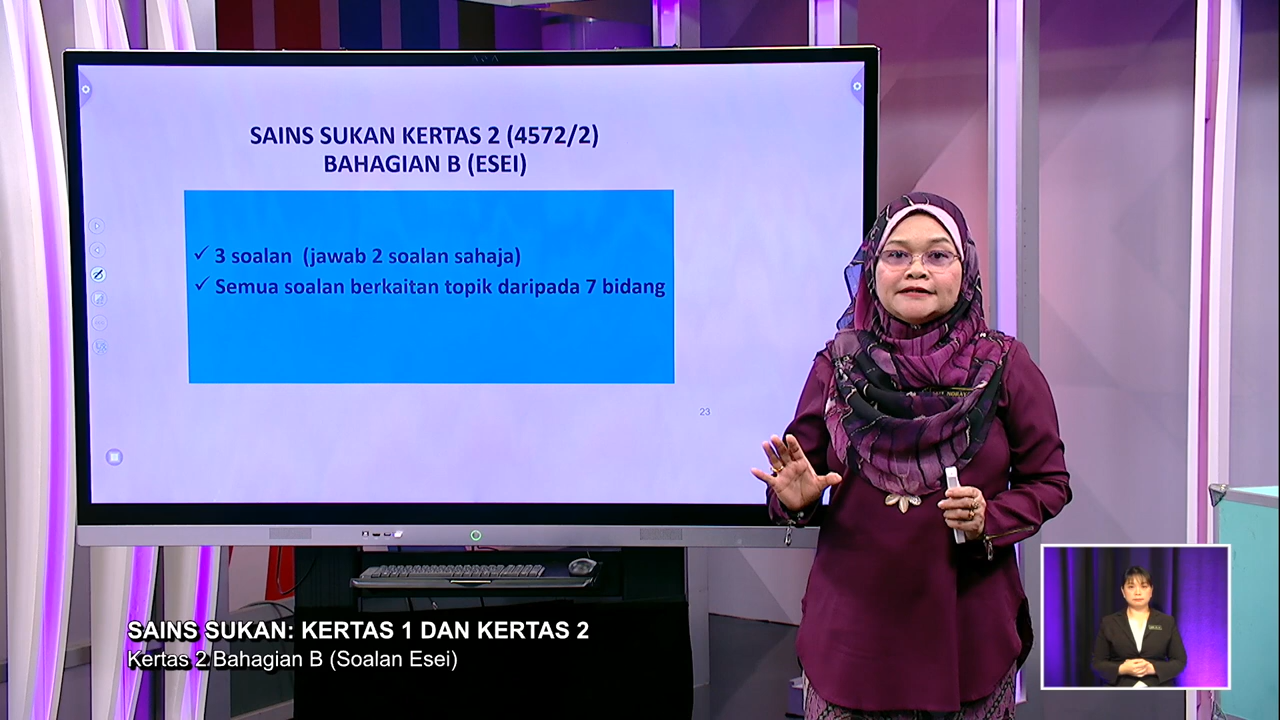 SAINS SUKAN KERTAS 2 (4572/2)
BAHAGIAN B (ESEI)
✓ 3 soalan (jawab 2 soalan sahaja)
✓ Semua soalan berkaitan topik daripada 7 bidang
23
SAINS SUKAN: KERTAS 1 DAN KERTAS 2
Kertas 2 Bahagian B (Soalan Esei)